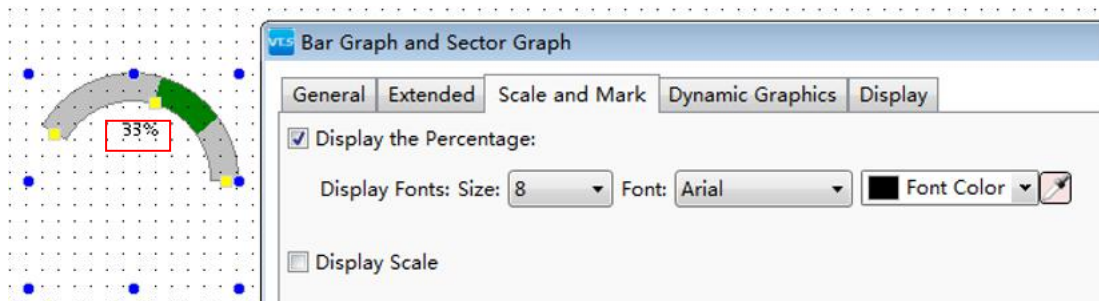 VES Bar Graph and Sector Graph
General Extended Scale and Mark Dynamic Graphics Display
33%
Display the Percentage:
Display Fonts: Size: 8 Font: Arial Font Color
Display Scale